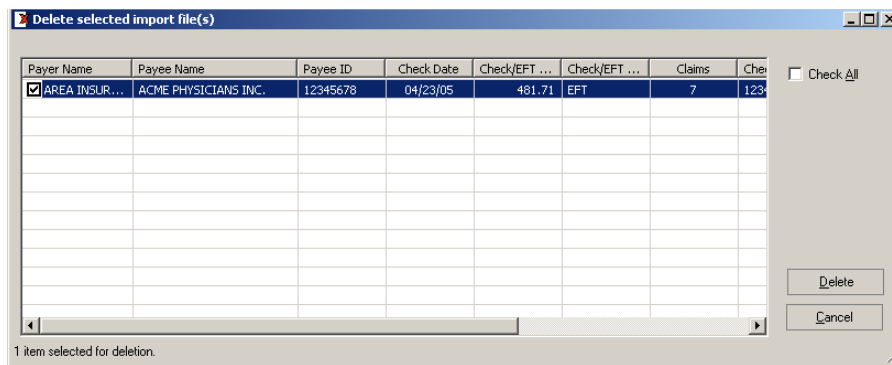 Delete selected import file(s)
Payer Name Payee Name Payee ID Check Date Check/EFT ... Check/EFT ... Claims Che
Check All
AREA INSUR... ACME PHYSICIANS INC. 12345678 04/23/05 481.71 EFT 7 1234
Delete
Cancel
1 item selected for deletion.